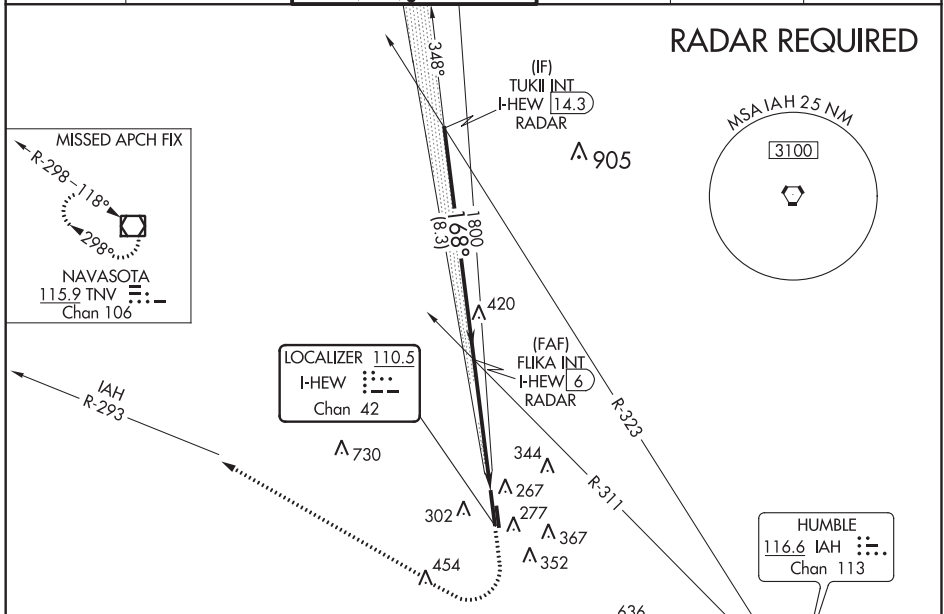 RADAR REQUIRED
348°
(IF)
TUKII INT
I-HEW 14.3
RADAR
905
MSA IAH 25 NM
3100
MISSED APCH FIX
R-298
118°
298°
NAVASOTA
115.9 TNV
Chan 106
1800
168°
(8.3)
420
(FAF)
FLIKA INT
I-HEW 6
RADAR
LOCALIZER 110.5
I-HEW
Chan 42
IAH
R-293
R-323
R-311
730
344
267
302
277
367
352
454
HUMBLE
116.6 IAH
Chan 113
636